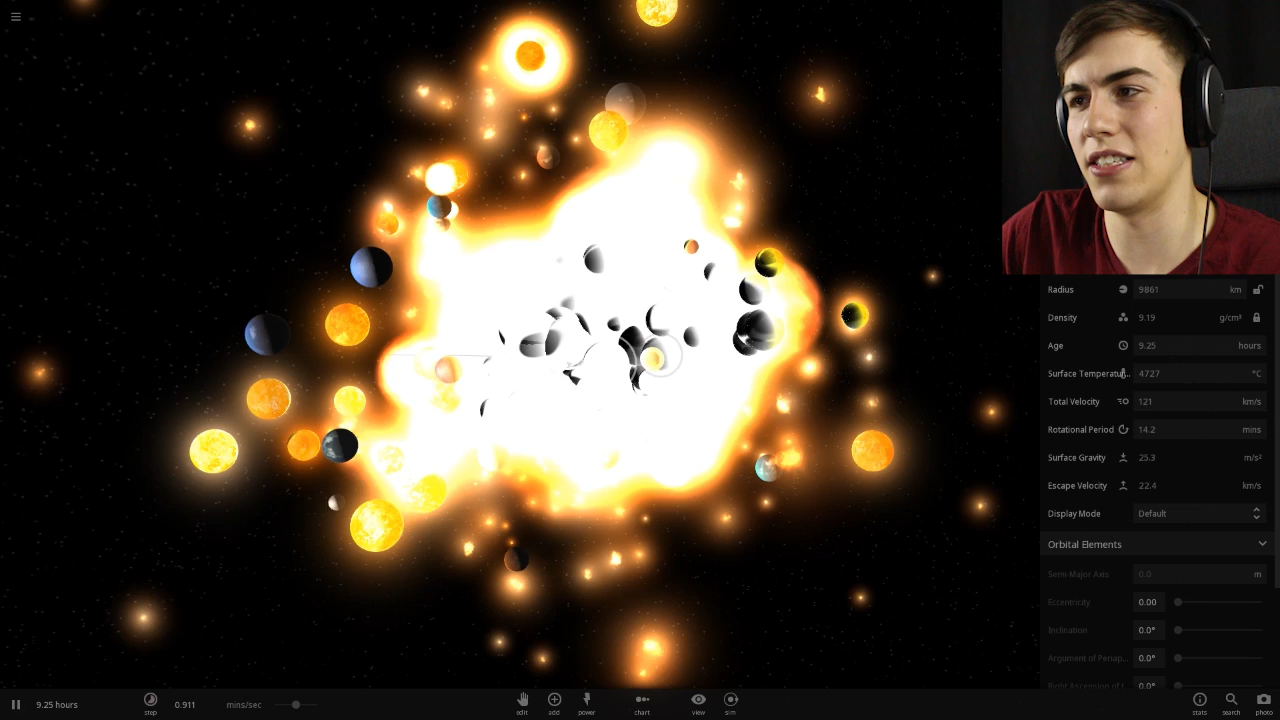 Radius 9861 km
Density 9.19 g/cm³
Age 9.25 hours
Surface Temperatu... 4727 °C
Total Velocity 121 km/s
Rotational Period 14.2 mins
Surface Gravity 25.3 m/s²
Escape Velocity 22.4 km/s
Display Mode Default
Orbital Elements
Semi-Major Axis 0.0 m
Eccentricity 0.00
Inclination 0.0°
Argument of Periap... 0.0°
Right Ascension of t... 0.0°
9.25 hours step 0.911 mins/sec edit add power chart view sim stats search photo